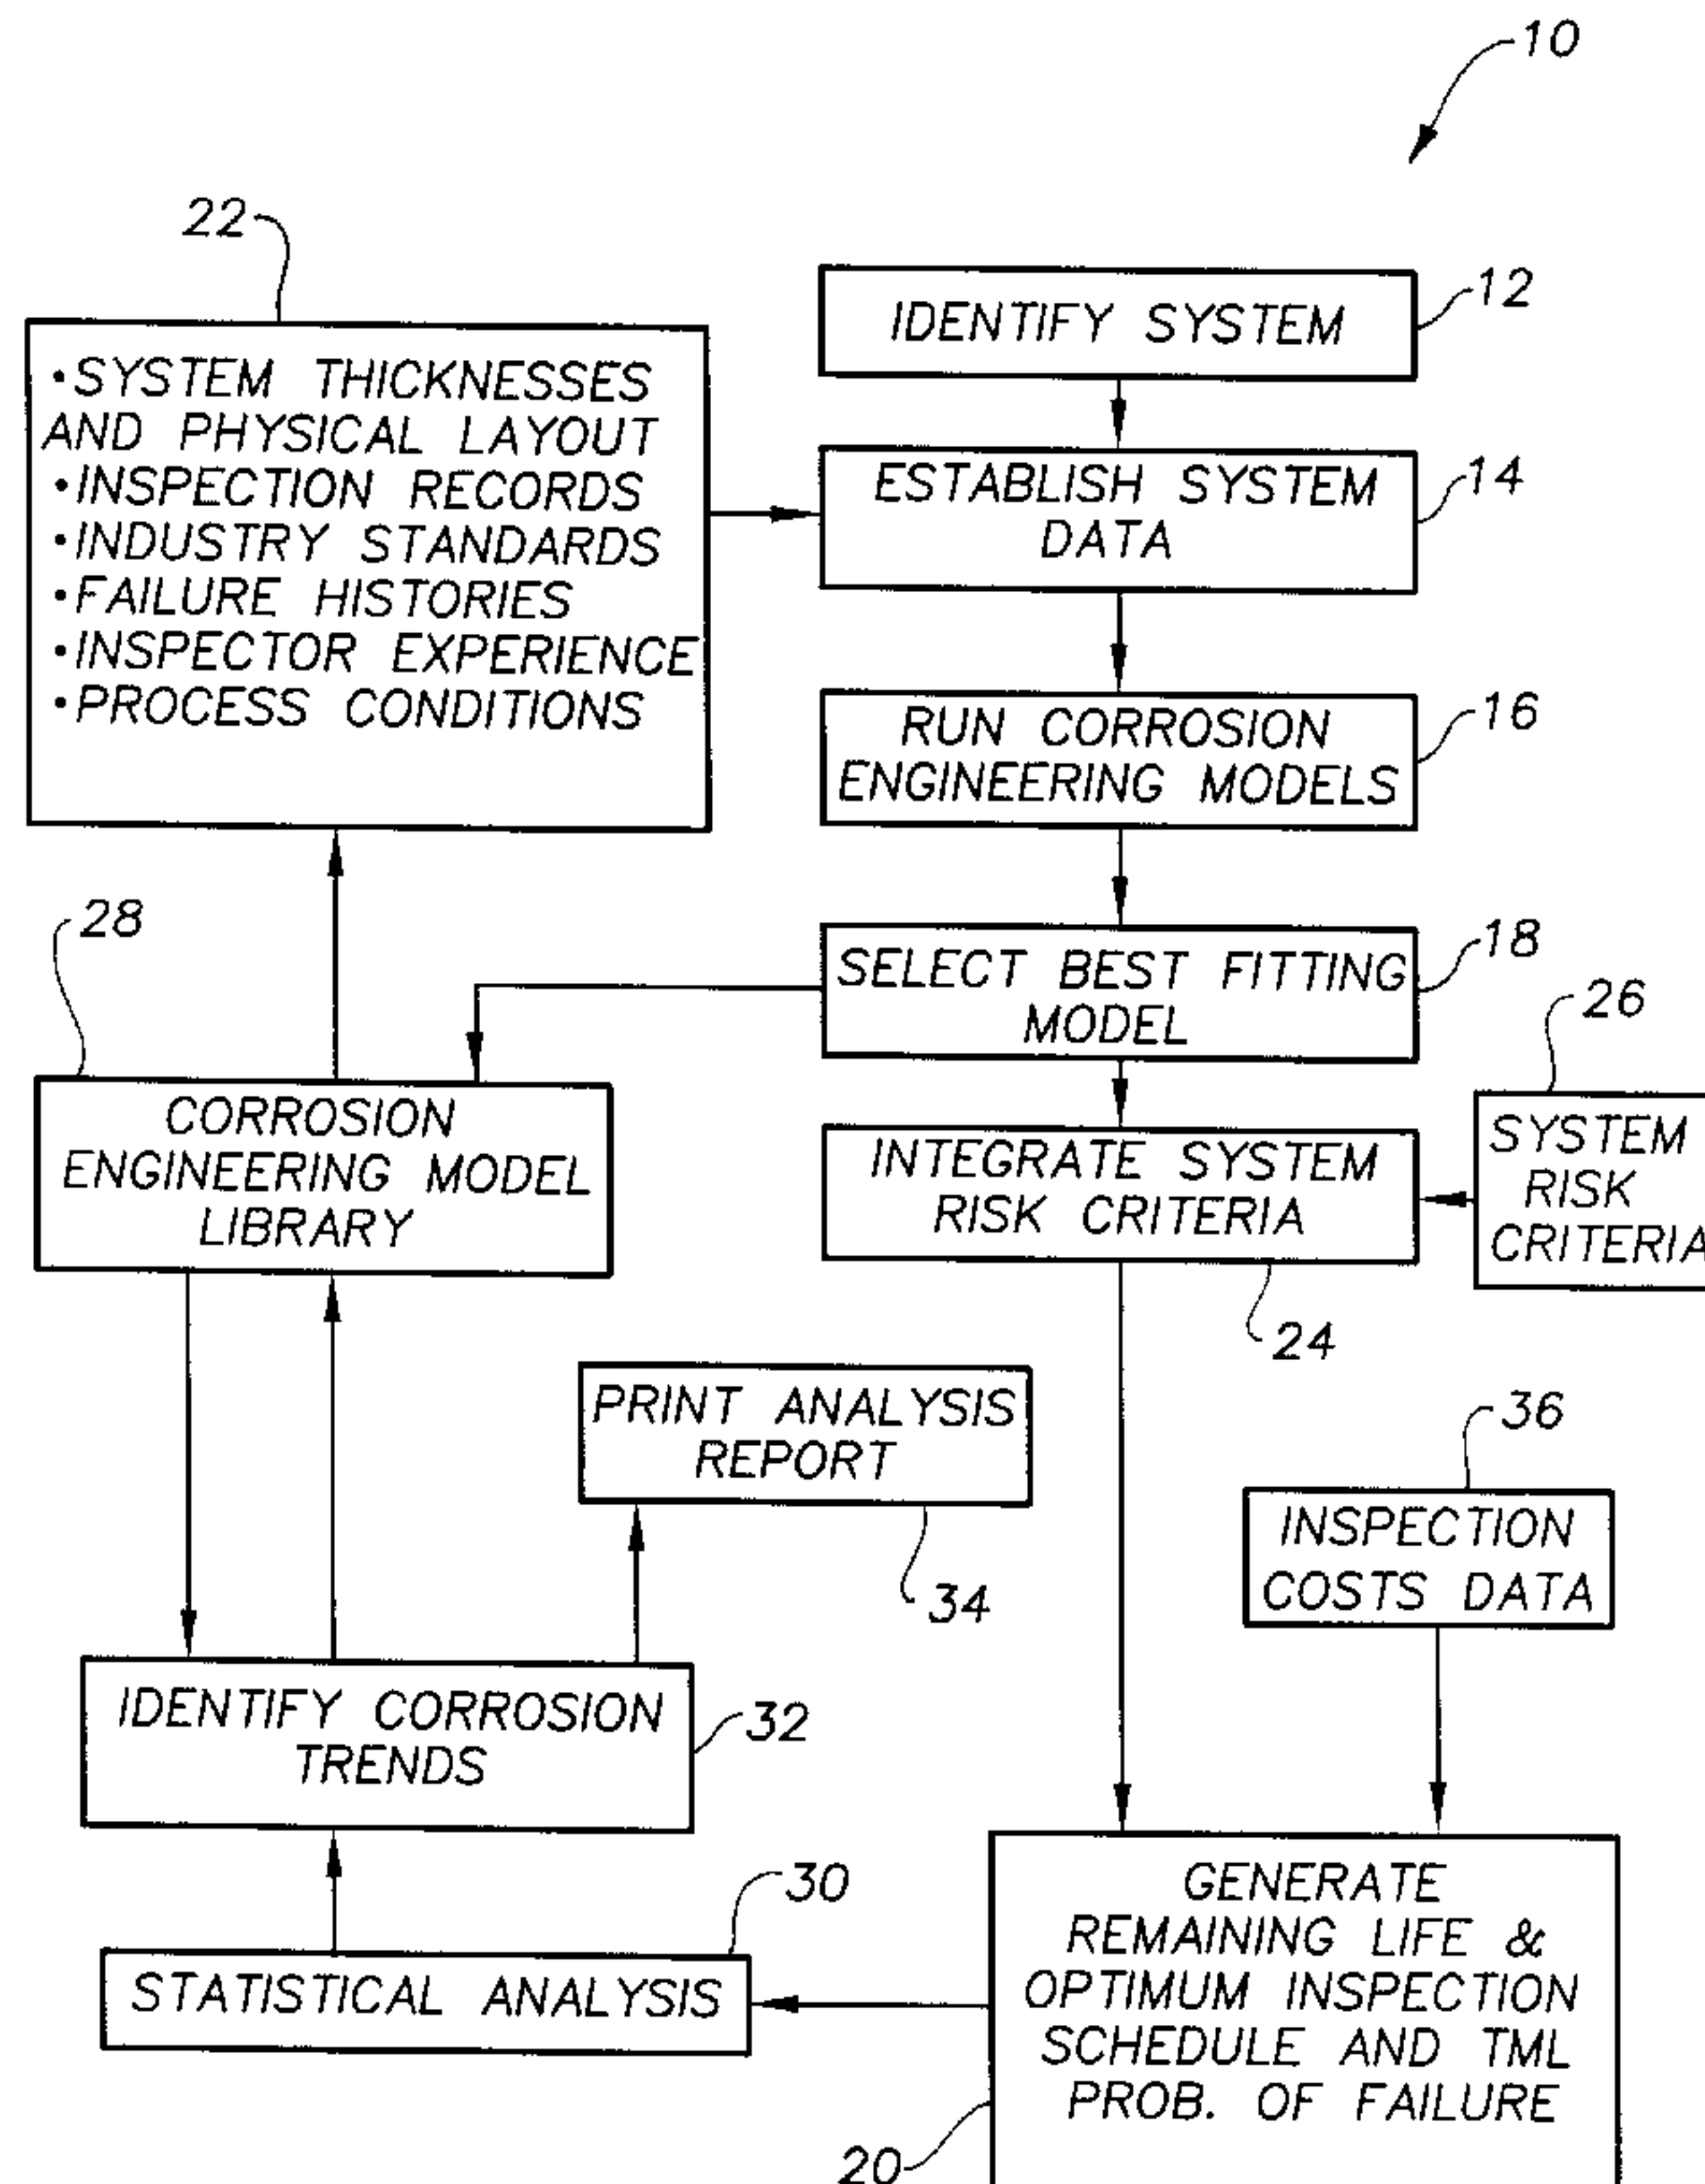 10
22
12
IDENTIFY SYSTEM
•SYSTEM THICKNESSES
AND PHYSICAL LAYOUT
•INSPECTION RECORDS
•INDUSTRY STANDARDS
•FAILURE HISTORIES
•INSPECTOR EXPERIENCE
•PROCESS CONDITIONS
14
ESTABLISH SYSTEM
DATA
16
RUN CORROSION
ENGINEERING MODELS
28
18
SELECT BEST FITTING
MODEL
26
CORROSION
ENGINEERING MODEL
LIBRARY
INTEGRATE SYSTEM
RISK CRITERIA
SYSTEM
RISK
CRITERIA
24
PRINT ANALYSIS
REPORT
36
34
INSPECTION
COSTS DATA
IDENTIFY CORROSION
TRENDS
32
30
STATISTICAL ANALYSIS
GENERATE
REMAINING LIFE &
OPTIMUM INSPECTION
SCHEDULE AND TML
PROB. OF FAILURE
20